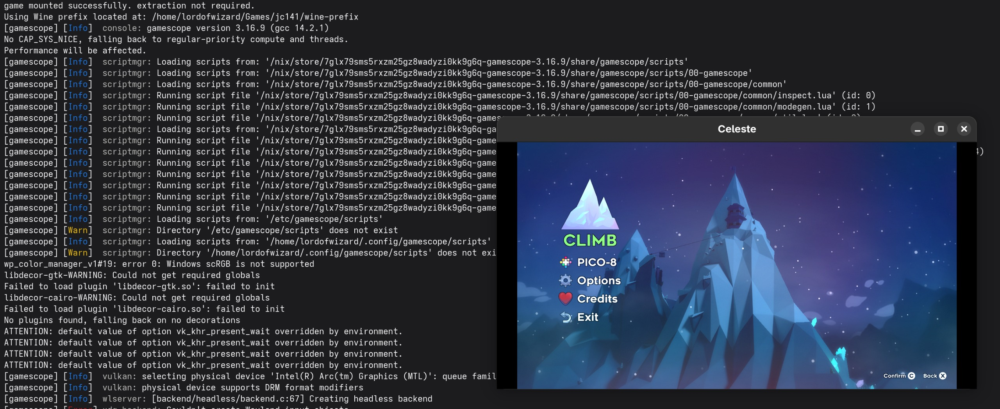 game mounted successfully. extraction not required.
Using Wine prefix located at: /home/lordofwizard/Games/jc141/wine-prefix
[gamescope] [Info]  console: gamescope version 3.16.9 (gcc 14.2.1)
No CAP_SYS_NICE, falling back to regular-priority compute and threads.
Performance will be affected.
[gamescope] [Info]  scriptmgr: Loading scripts from: '/nix/store/7glx79sms5rxzm25gz8wadyzi0kk9g6q-gamescope-3.16.9/share/gamescope/scripts'
[gamescope] [Info]  scriptmgr: Loading scripts from: '/nix/store/7glx79sms5rxzm25gz8wadyzi0kk9g6q-gamescope-3.16.9/share/gamescope/scripts/00-gamescope'
[gamescope] [Info]  scriptmgr: Loading scripts from: '/nix/store/7glx79sms5rxzm25gz8wadyzi0kk9g6q-gamescope-3.16.9/share/gamescope/scripts/00-gamescope/common'
[gamescope] [Info]  scriptmgr: Running script file '/nix/store/7glx79sms5rxzm25gz8wadyzi0kk9g6q-gamescope-3.16.9/share/gamescope/scripts/00-gamescope/common/inspect.lua' (id: 0)
[gamescope] [Info]  scriptmgr: Running script file '/nix/store/7glx79sms5rxzm25gz8wadyzi0kk9g6q-gamescope-3.16.9/share/gamescope/scripts/00-gamescope/common/modegen.lua' (id: 1)
[gamescope] [Info]  scriptmgr: Running script file '/nix/store/7glx79sms5rxzm25gz8wadyzi0kk9g6q-games
[gamescope] [Info]  scriptmgr: Loading scripts from: '/nix/store/7glx79sms5rxzm25gz8wadyzi0kk9g6q-ga
[gamescope] [Info]  scriptmgr: Running script file '/nix/store/7glx79sms5rxzm25gz8wadyzi0kk9g6q-game
[gamescope] [Info]  scriptmgr: Running script file '/nix/store/7glx79sms5rxzm25gz8wadyzi0kk9g6q-game 4)
[gamescope] [Info]  scriptmgr: Running script file '/nix/store/7glx79sms5rxzm25gz8wadyzi0kk9g6q-game
[gamescope] [Info]  scriptmgr: Running script file '/nix/store/7glx79sms5rxzm25gz8wadyzi0kk9g6q-game
[gamescope] [Info]  scriptmgr: Running script file '/nix/store/7glx79sms5rxzm25gz8wadyzi0kk9g6q-game
[gamescope] [Info]  scriptmgr: Running script file '/nix/store/7glx79sms5rxzm25gz8wadyzi0kk9g6q-game
[gamescope] [Info]  scriptmgr: Running script file '/nix/store/7glx79sms5rxzm25gz8wadyzi0kk9g6q-game
[gamescope] [Info]  scriptmgr: Loading scripts from: '/etc/gamescope/scripts'
[gamescope] [Warn]  scriptmgr: Directory '/etc/gamescope/scripts' does not exist
[gamescope] [Info]  scriptmgr: Loading scripts from: '/home/lordofwizard/.config/gamescope/scripts'
[gamescope] [Warn]  scriptmgr: Directory '/home/lordofwizard/.config/gamescope/scripts' does not exi
wp_color_manager_v1#19: error 0: Windows scRGB is not supported
libdecor-gtk-WARNING: Could not get required globals
Failed to load plugin 'libdecor-gtk.so': failed to init
libdecor-cairo-WARNING: Could not get required globals
Failed to load plugin 'libdecor-cairo.so': failed to init
No plugins found, falling back on no decorations
ATTENTION: default value of option vk_khr_present_wait overridden by environment.
ATTENTION: default value of option vk_khr_present_wait overridden by environment.
ATTENTION: default value of option vk_khr_present_wait overridden by environment.
ATTENTION: default value of option vk_khr_present_wait overridden by environment.
[gamescope] [Info]  vulkan: selecting physical device 'Intel(R) Arc(tm) Graphics (MTL)': queue famil
[gamescope] [Info]  vulkan: physical device supports DRM format modifiers
[gamescope] [Info]  wlserver: [backend/headless/backend.c:67] Creating headless backend
[gamescope] [Error] xdg_backend: Couldn't create Wayland input objects
Celeste
CLIMB
PICO-8
Options
Credits
Exit
Confirm C Back X